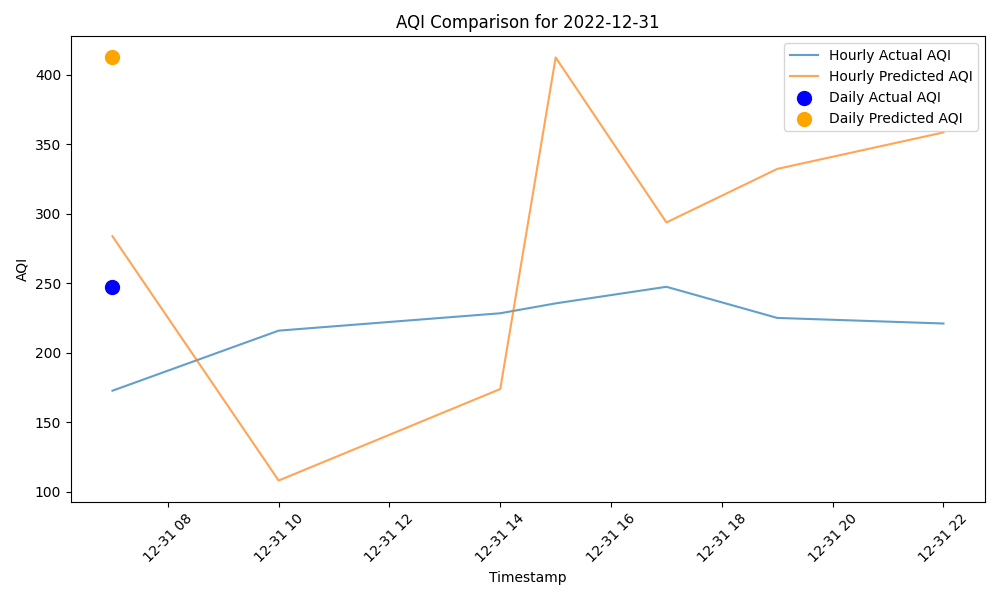 AQI Comparison for 2022-12-31
Hourly Actual AQI
Hourly Predicted AQI
Daily Actual AQI
Daily Predicted AQI
400
350
300
250
200
150
100
AQI
12-31 08
12-31 10
12-31 12
12-31 14
12-31 16
12-31 18
12-31 20
12-31 22
Timestamp